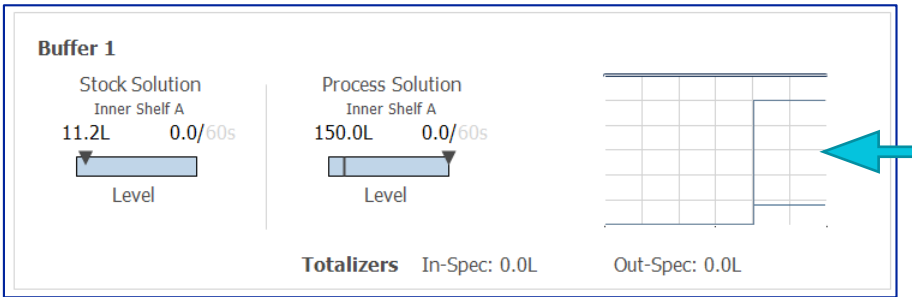 Buffer 1
Stock Solution
Inner Shelf A
11.2L 0.0/60s
Level
Process Solution
Inner Shelf A
150.0L 0.0/60s
Level
Totalizers In-Spec: 0.0L Out-Spec: 0.0L